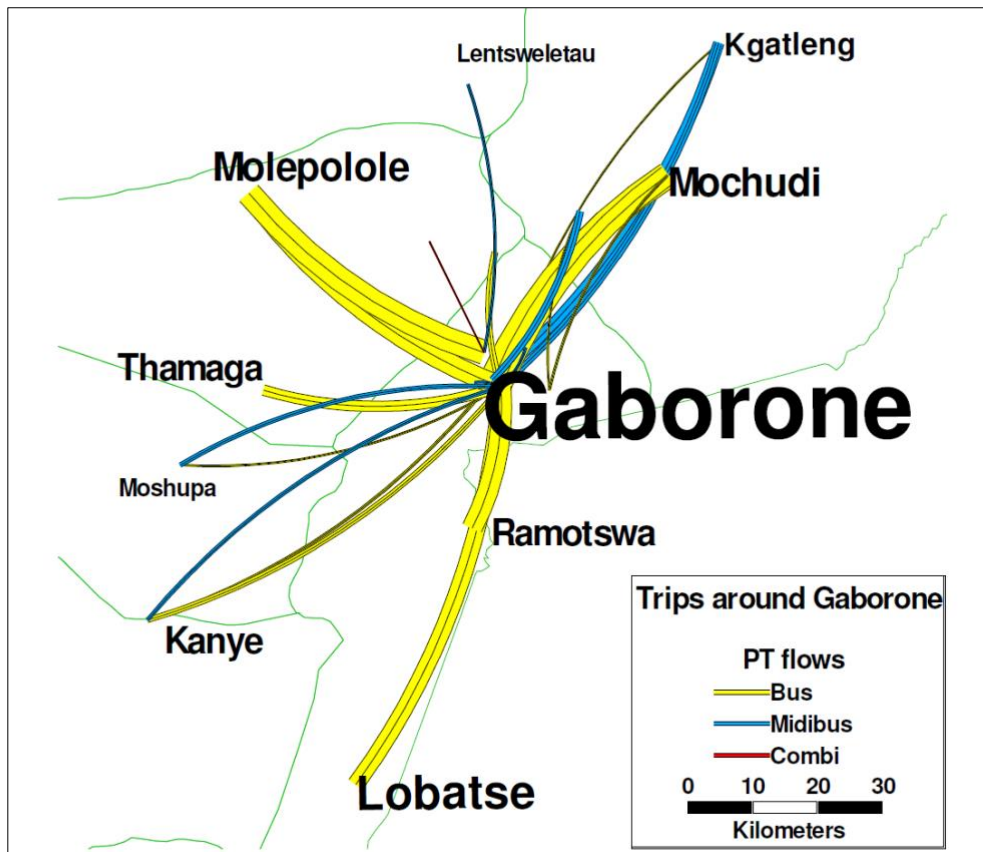 Kgatleng
Lentsweletau
Molepolole
Mochudi
Thamaga
Gaborone
Moshupa
Ramotswa
Kanye
Lobatse
Trips around Gaborone
PT flows
Bus
Midibus
Combi
0 10 20 30
Kilometers